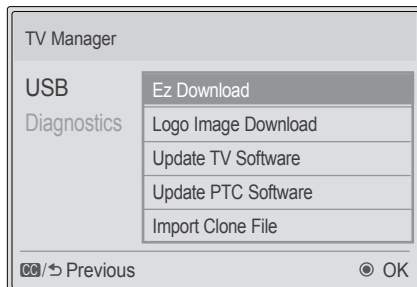 TV Manager
USB
Diagnostics
Ez Download
Logo Image Download
Update TV Software
Update PTC Software
Import Clone File
CC/⮌ Previous
◉ OK